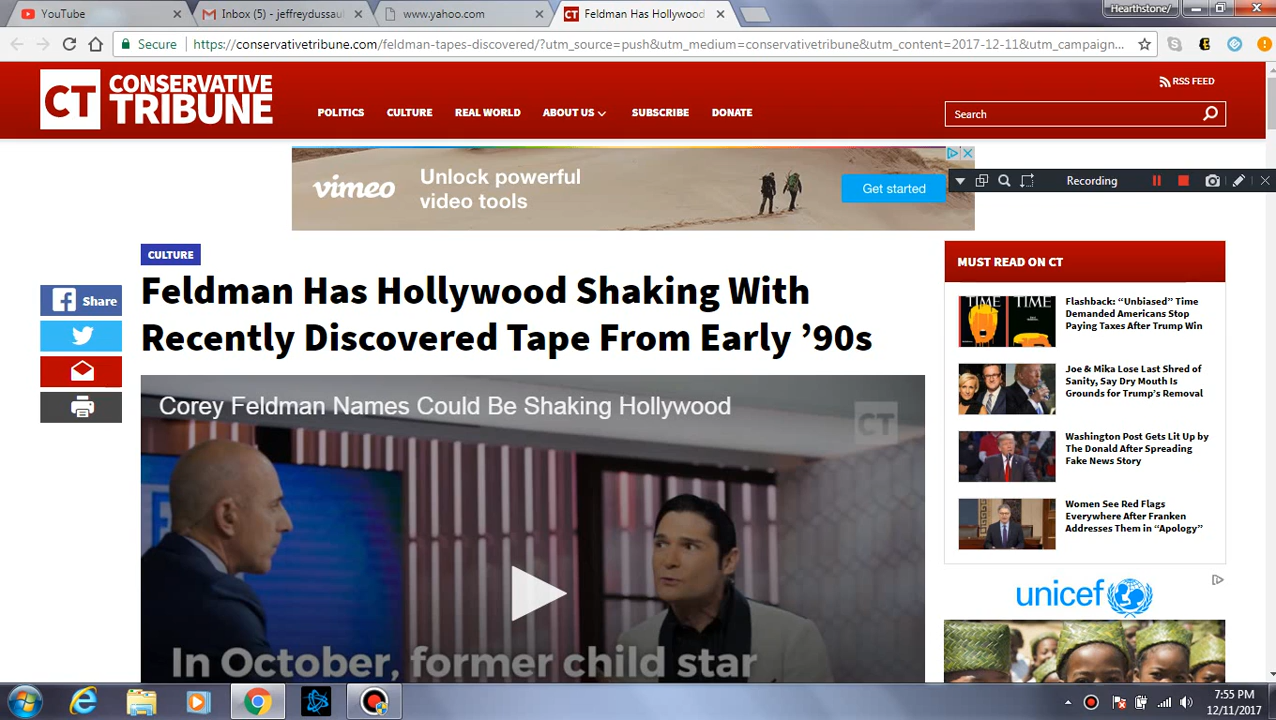 YouTube
Inbox (5) - jeffreydussaul
www.yahoo.com
Feldman Has Hollywood
Hearthstone/
Secure
https://conservativetribune.com/feldman-tapes-discovered/?utm_source=push&utm_medium=conservativetribune&utm_content=2017-12-11&utm_campaign...
CT CONSERVATIVE
TRIBUNE
RSS FEED
POLITICS CULTURE REAL WORLD ABOUT US SUBSCRIBE DONATE
Search
vimeo
Unlock powerful
video tools
Get started
Recording
CULTURE
Feldman Has Hollywood Shaking With
Recently Discovered Tape From Early ’90s
Share
Corey Feldman Names Could Be Shaking Hollywood
CT
In October, former child star
MUST READ ON CT
TIME TIME
Flashback: “Unbiased” Time
Demanded Americans Stop
Paying Taxes After Trump Win
Joe & Mika Lose Last Shred of
Sanity, Say Dry Mouth Is
Grounds for Trump’s Removal
Washington Post Gets Lit Up by
The Donald After Spreading
Fake News Story
Women See Red Flags
Everywhere After Franken
Addresses Them in “Apology”
unicef
7:55 PM
12/11/2017